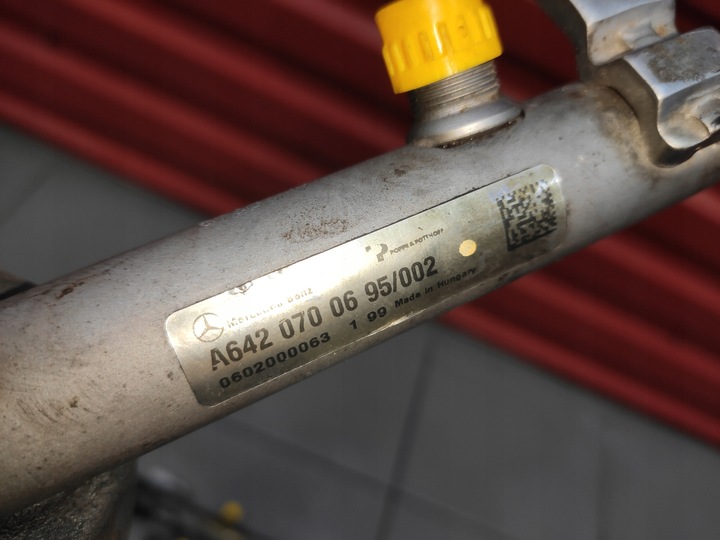 POPPE & POTTHOFF
Mercedes Benz
A642 070 06 95/002
0602000063 1 99 Made in Hungary